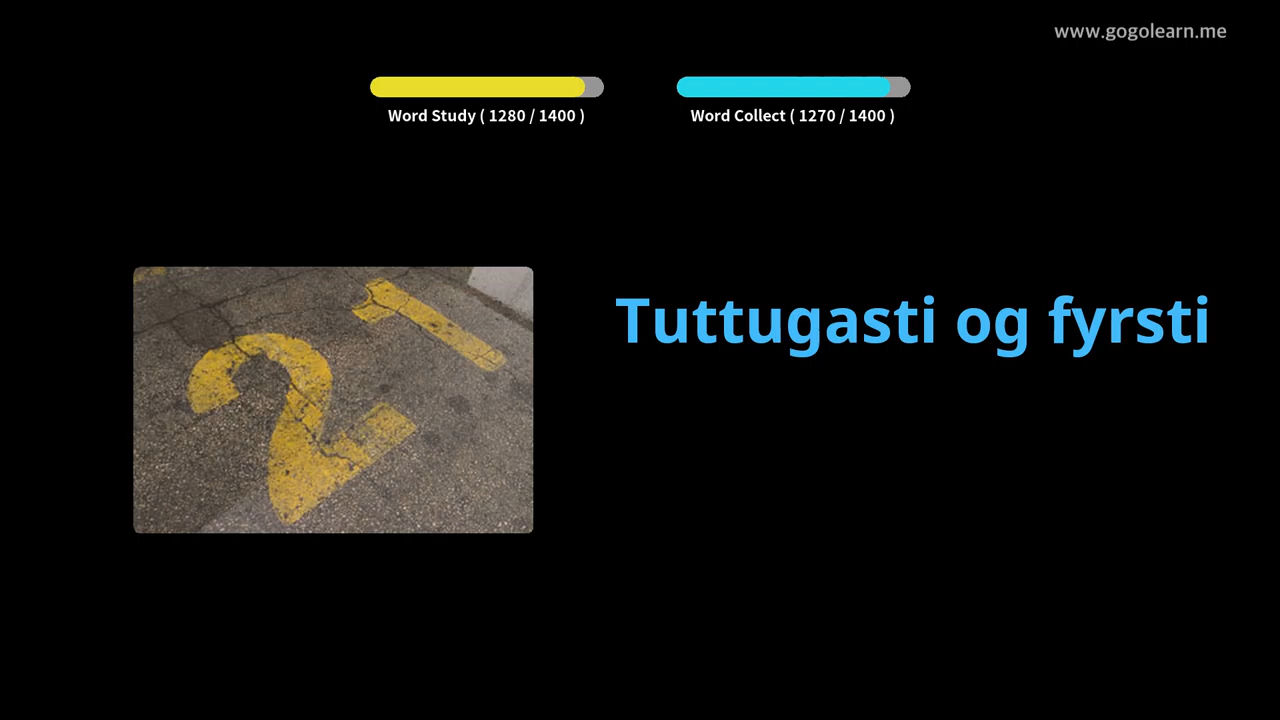 www.gogolearn.me
Word Study ( 1280 / 1400 )
Word Collect ( 1270 / 1400 )
21
Tuttugasti og fyrsti